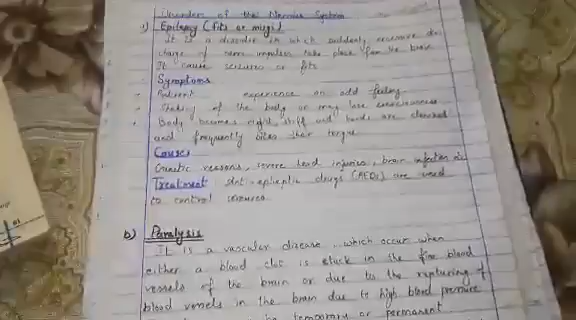 Disorders of the Nervous System
a) Epilepsy (Fits or mirgi)
It is a disorder in which suddenly excessive dis
charge of nerve impulses take place from the brain
It cause seizures or fits
Symptoms
Patient experience an odd feeling
Shaking of the body or may lose consciousness
Body becomes rigid, stiff and hands are clenched
and frequently bites their tongue
Causes
Genetic reasons, severe head injuries, brain infection
Treatment Ant-epileptic drugs (AEDs) are used
to control seizures.
b) Paralysis
It is a vascular disease which occur when
either a blood clot is stuck in the fine blood
vessels of the brain or due to the rupturing of
blood vessels in the brain due to high blood pressure
temporary or permanent